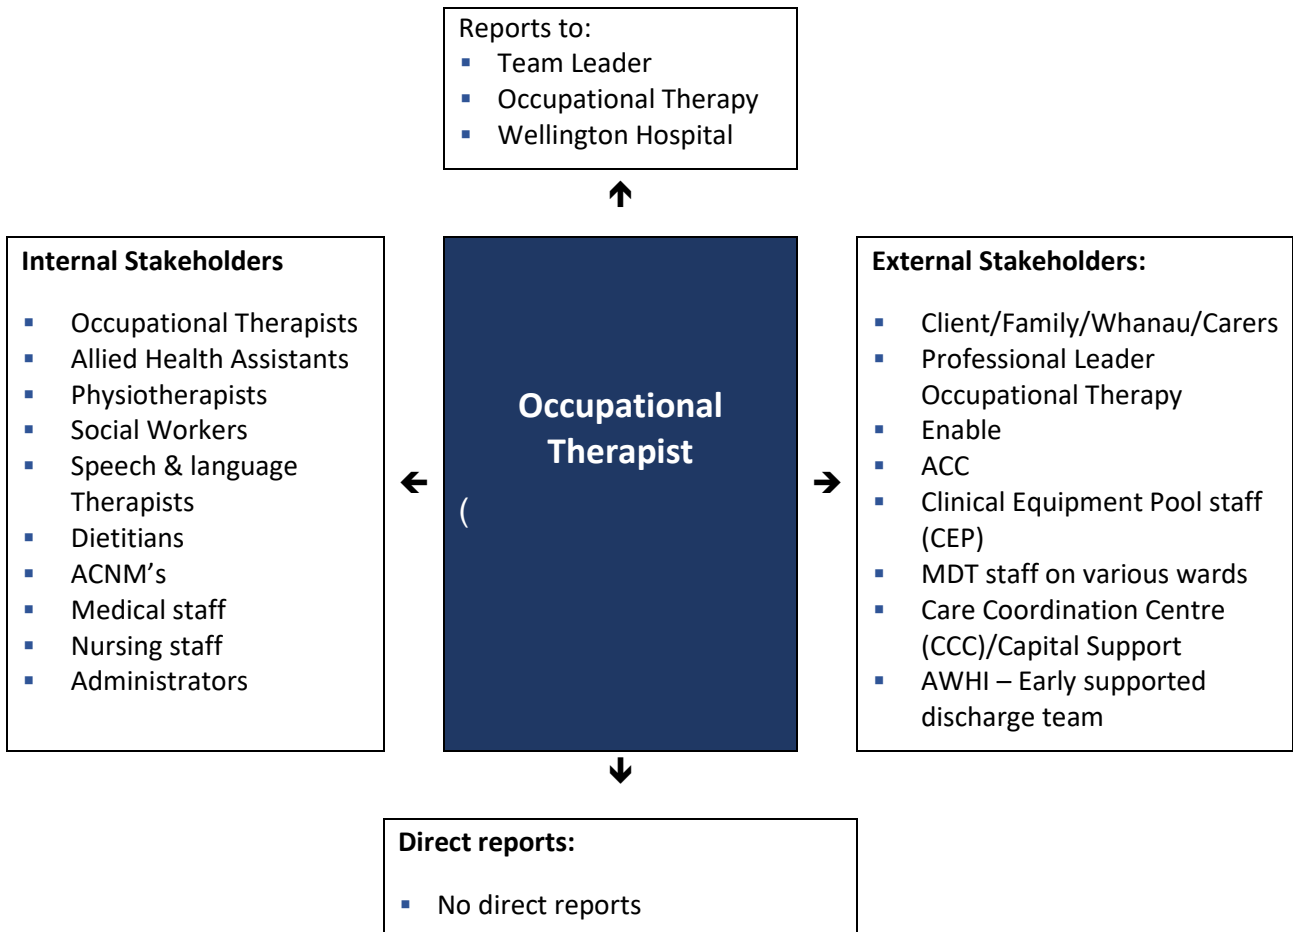 Reports to:
▪ Team Leader
▪ Occupational Therapy
▪ Wellington Hospital
🡩
Internal Stakeholders
▪ Occupational Therapists
▪ Allied Health Assistants
▪ Physiotherapists
▪ Social Workers
▪ Speech & language
Therapists
▪ Dietitians
▪ ACNM’s
▪ Medical staff
▪ Nursing staff
▪ Administrators
🡨
Occupational
Therapist
(
🡪
External Stakeholders:
▪ Client/Family/Whanau/Carers
▪ Professional Leader
Occupational Therapy
▪ Enable
▪ ACC
▪ Clinical Equipment Pool staff
(CEP)
▪ MDT staff on various wards
▪ Care Coordination Centre
(CCC)/Capital Support
▪ AWHI – Early supported
discharge team
🡫
Direct reports:
▪ No direct reports